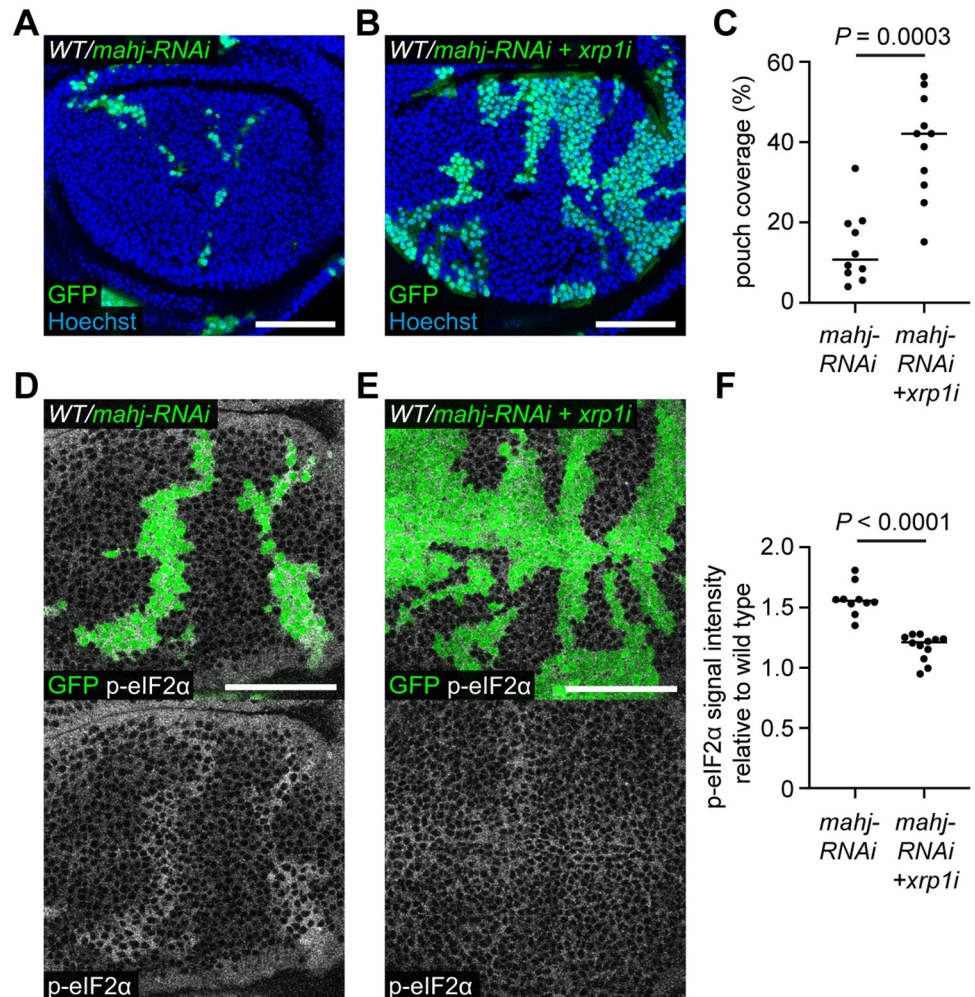 A
WT/mahj-RNAi
GFP
Hoechst
B
WT/mahj-RNAi + xrp1i
GFP
Hoechst
C
P = 0.0003
pouch coverage (%)
60
40
20
0
mahj-
RNAi
mahj-
RNAi
+xrp1i
D
WT/mahj-RNAi
GFP p-eIF2α
p-eIF2α
E
WT/mahj-RNAi + xrp1i
GFP p-eIF2α
p-eIF2α
F
P < 0.0001
p-eIF2α signal intensity
relative to wild type
2.0
1.5
1.0
0.5
0
mahj-
RNAi
mahj-
RNAi
+xrp1i